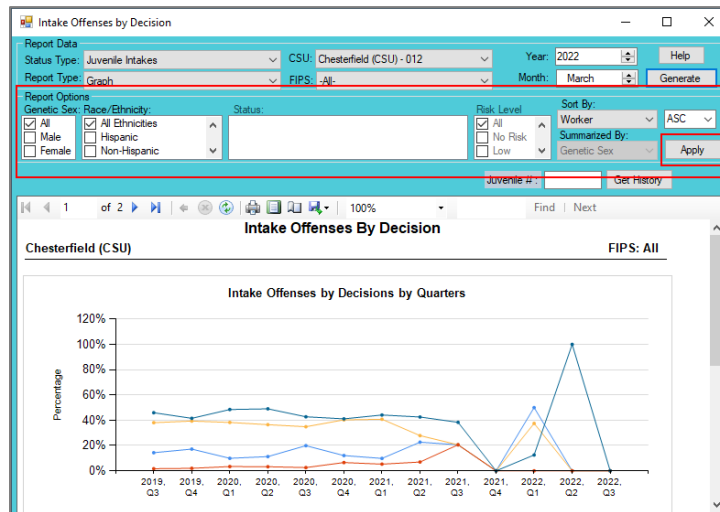 Intake Offenses by Decision
Report Data
Status Type: Juvenile Intakes CSU: Chesterfield (CSU) - 012 Year: 2022 Help
Report Type: Graph FIPS: -All- Month: March Generate
Report Options
Genetic Sex: Race/Ethnicity: Status: Risk Level Sort By:
All All Ethnicities All Worker ASC
Male Hispanic No Risk Summarized By:
Female Non-Hispanic Low Genetic Sex Apply
Juvenile # : Get History
1 of 2 100% Find | Next
Intake Offenses By Decision
Chesterfield (CSU) FIPS: All
Intake Offenses by Decisions by Quarters
120%
100%
80%
60%
40%
20%
0%
Percentage
2019, Q3 2019, Q4 2020, Q1 2020, Q2 2020, Q3 2020, Q4 2021, Q1 2021, Q2 2021, Q3 2021, Q4 2022, Q1 2022, Q2 2022, Q3